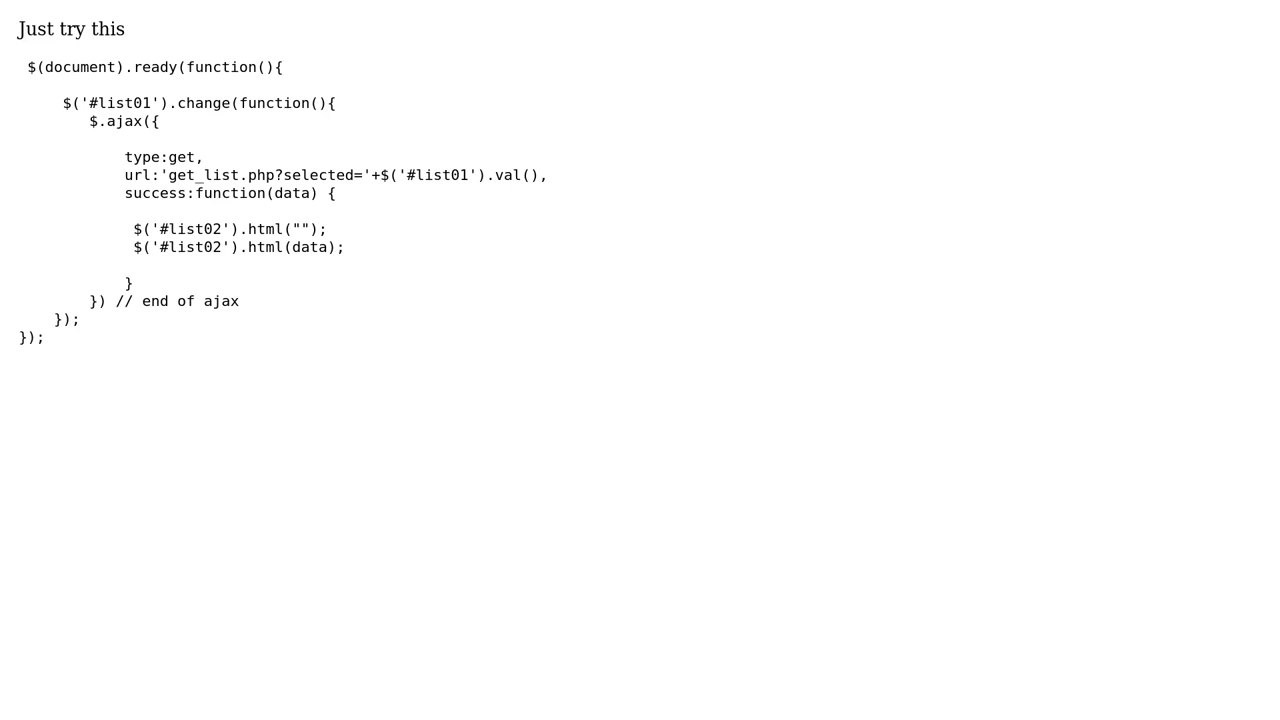 Just try this
 $(document).ready(function(){
     $('#list01').change(function(){
        $.ajax({
            type:get,
            url:'get_list.php?selected='+$('#list01').val(),
            success:function(data) {
             $('#list02').html("");
             $('#list02').html(data);
            }
        }) // end of ajax
    });
});